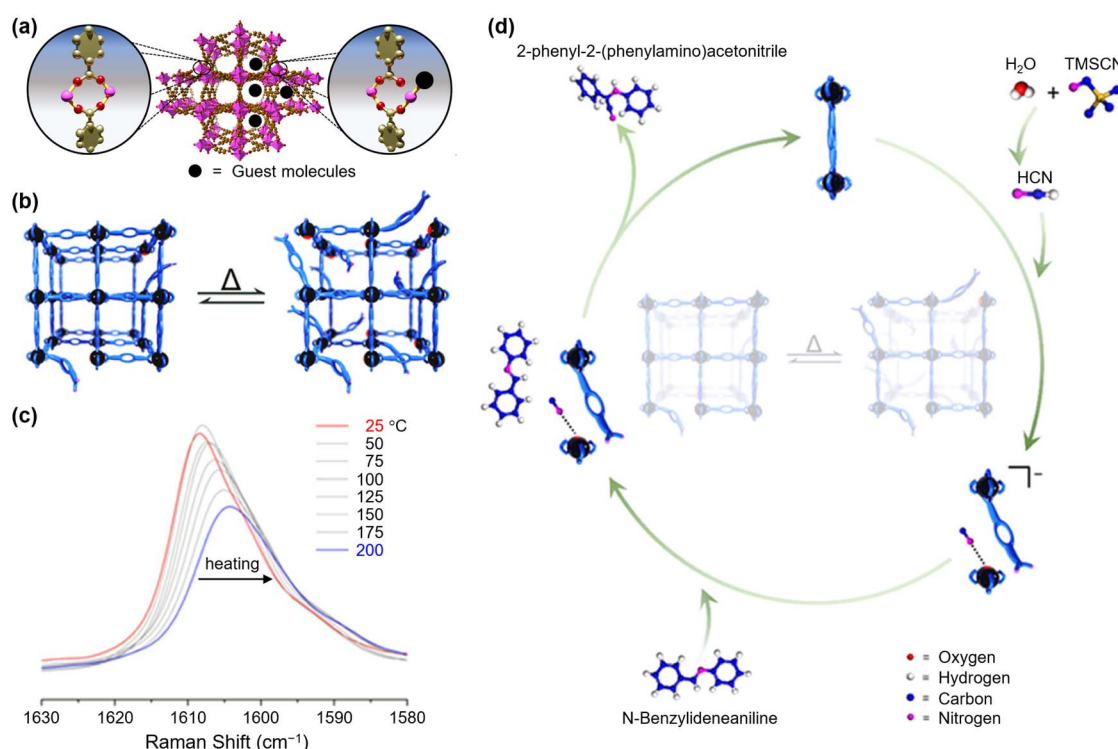 (a)
= Guest molecules
(b)
Δ
(c)
25 °C
50
75
100
125
150
175
200
heating
1630 1620 1610 1600 1590 1580
Raman Shift (cm⁻¹)
(d)
2-phenyl-2-(phenylamino)acetonitrile
H₂O + TMSCN
HCN
Δ
−
N-Benzylideneaniline
= Oxygen
= Hydrogen
= Carbon
= Nitrogen